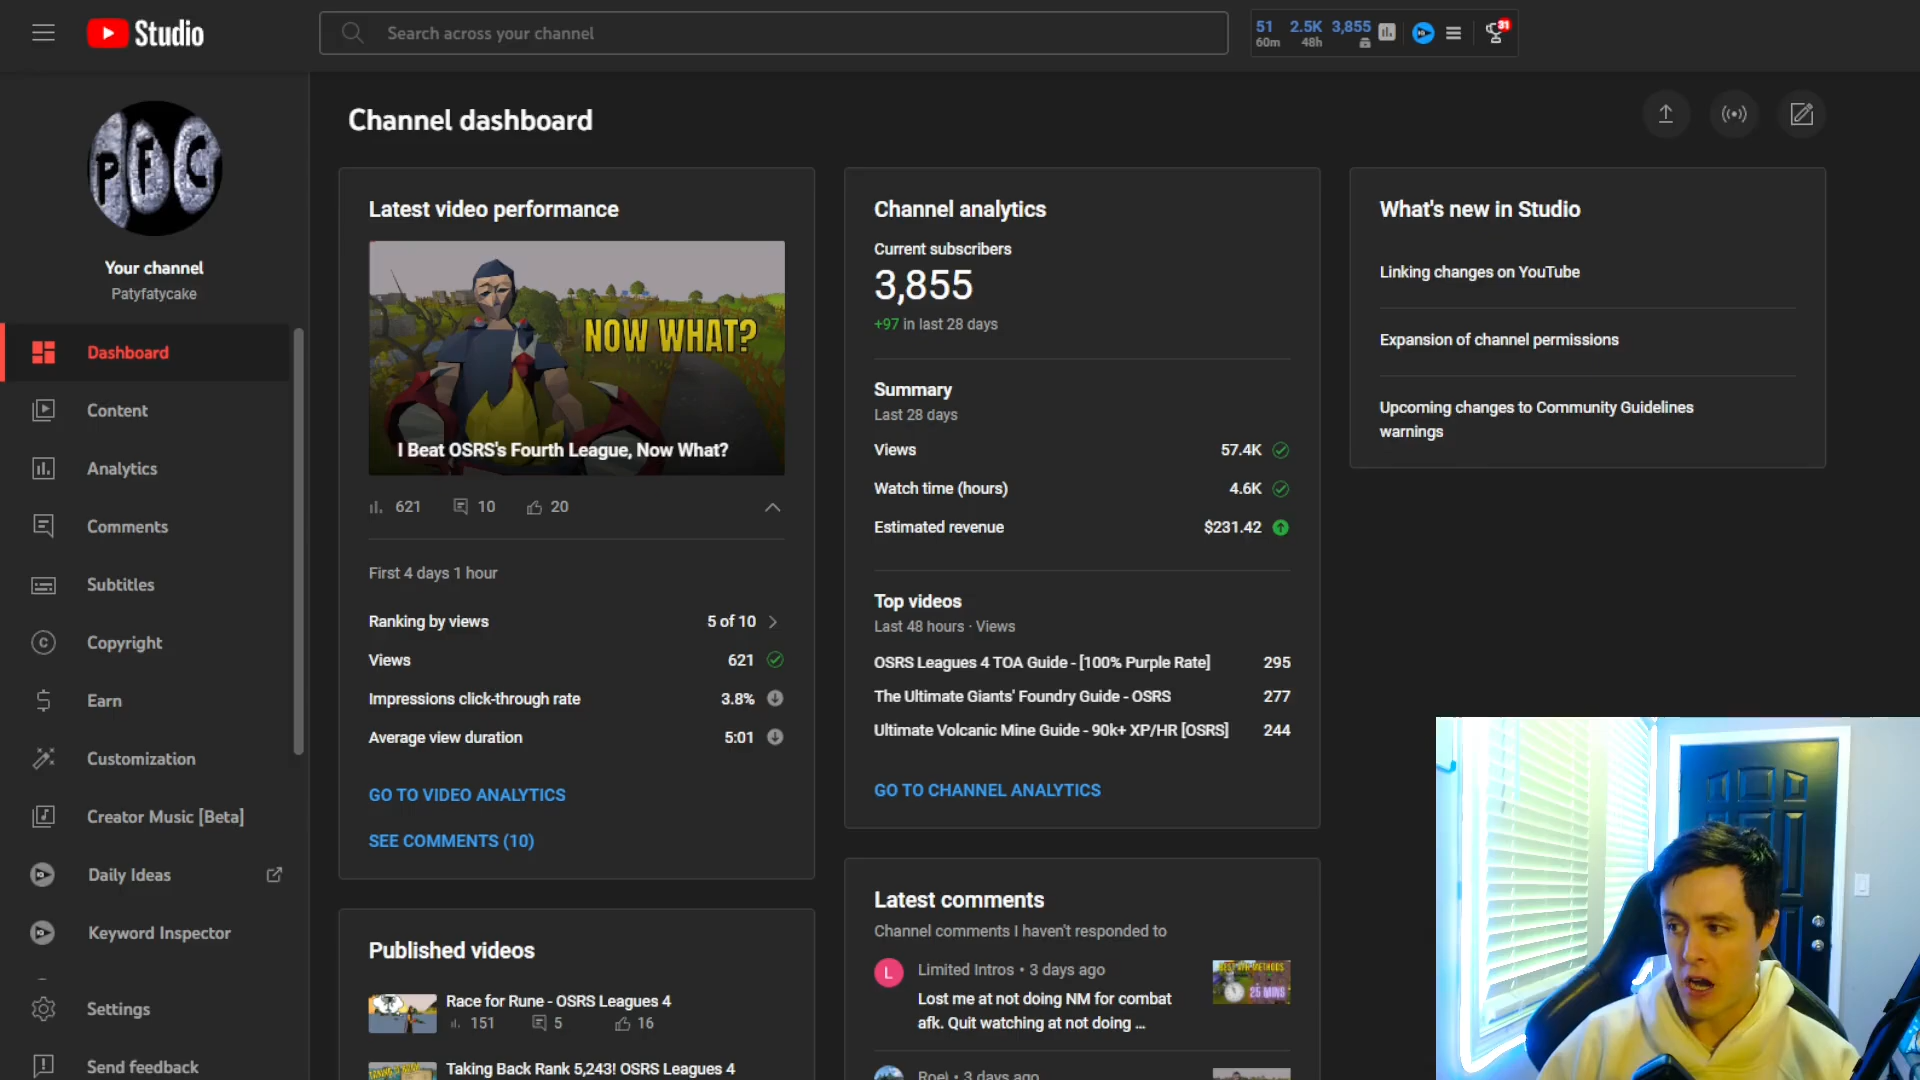 Studio
Search across your channel
51 2.5K 3,855
60m 48h
31
PFC
Your channel
Patyfatycake
Dashboard
Content
Analytics
Comments
Subtitles
Copyright
Earn
Customization
Creator Music [Beta]
Daily Ideas
Keyword Inspector
Settings
Send feedback
Channel dashboard
Latest video performance
NOW WHAT?
I Beat OSRS's Fourth League, Now What?
621 10 20
First 4 days 1 hour
Ranking by views 5 of 10
Views 621
Impressions click-through rate 3.8%
Average view duration 5:01
GO TO VIDEO ANALYTICS
SEE COMMENTS (10)
Published videos
Race for Rune - OSRS Leagues 4
151 5 16
Taking Back Rank 5,243! OSRS Leagues 4
Channel analytics
Current subscribers
3,855
+97 in last 28 days
Summary
Last 28 days
Views 57.4K
Watch time (hours) 4.6K
Estimated revenue $231.42
Top videos
Last 48 hours · Views
OSRS Leagues 4 TOA Guide - [100% Purple Rate] 295
The Ultimate Giants' Foundry Guide - OSRS 277
Ultimate Volcanic Mine Guide - 90k+ XP/HR [OSRS] 244
GO TO CHANNEL ANALYTICS
Latest comments
Channel comments I haven't responded to
L
Limited Intros • 3 days ago
Lost me at not doing NM for combat
afk. Quit watching at not doing ...
BEST AFK METHODS
25 MINS
Roel • 3 days ago
What's new in Studio
Linking changes on YouTube
Expansion of channel permissions
Upcoming changes to Community Guidelines
warnings